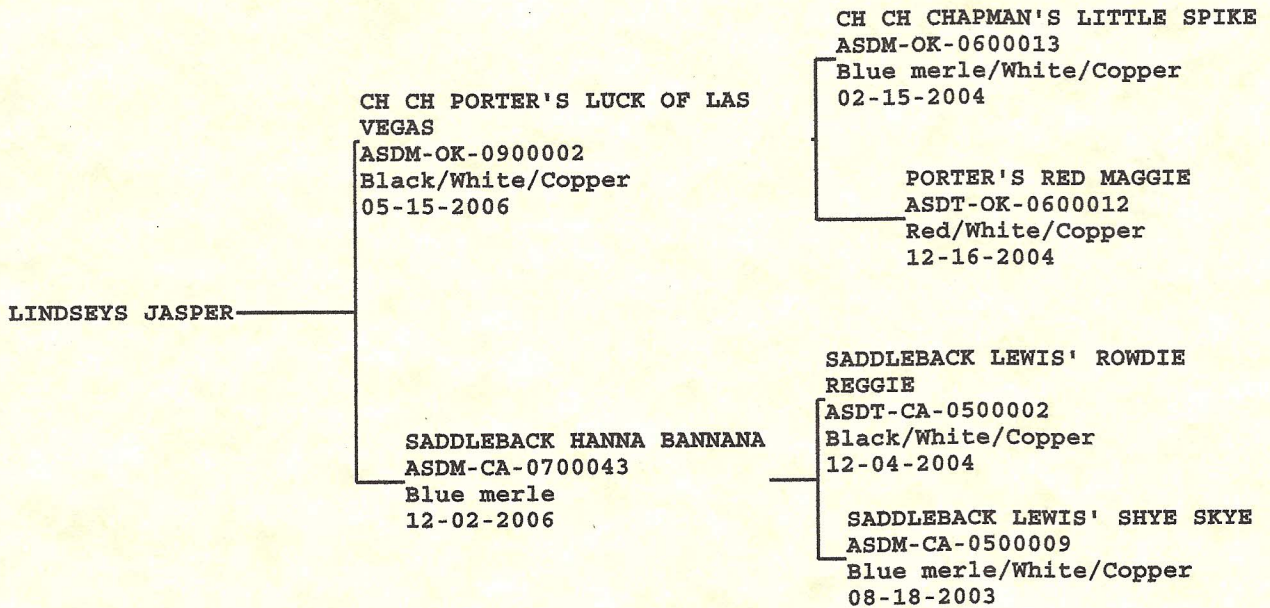 CH CH CHAPMAN'S LITTLE SPIKE
ASDM-OK-0600013
Blue merle/White/Copper
02-15-2004
CH CH PORTER'S LUCK OF LAS
VEGAS
ASDM-OK-0900002
Black/White/Copper
05-15-2006
PORTER'S RED MAGGIE
ASDT-OK-0600012
Red/White/Copper
12-16-2004
LINDSEYS JASPER
SADDLEBACK LEWIS' ROWDIE
REGGIE
ASDT-CA-0500002
Black/White/Copper
12-04-2004
SADDLEBACK HANNA BANNANA
ASDM-CA-0700043
Blue merle
12-02-2006
SADDLEBACK LEWIS' SHYE SKYE
ASDM-CA-0500009
Blue merle/White/Copper
08-18-2003